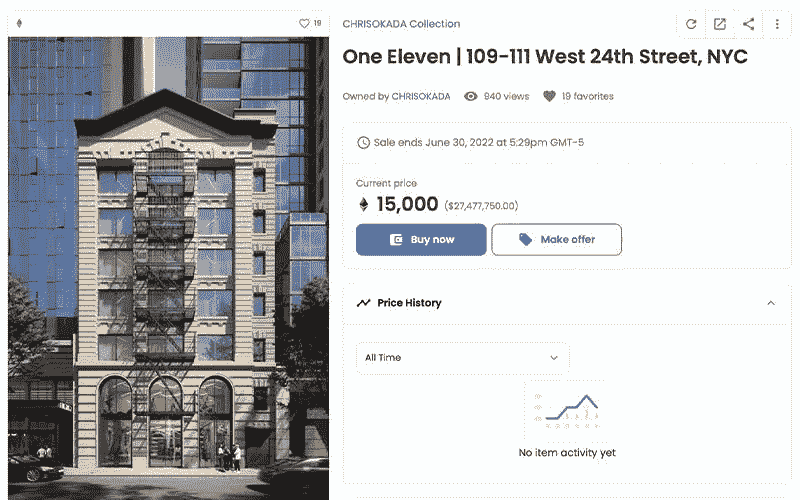 19
CHRISOKADA Collection
One Eleven | 109-111 West 24th Street, NYC
Owned by CHRISOKADA 940 views 19 favorites
Sale ends June 30, 2022 at 5:29pm GMT-5
Current price
15,000 ($27,477,750.00)
Buy now Make offer
Price History
All Time
No item activity yet